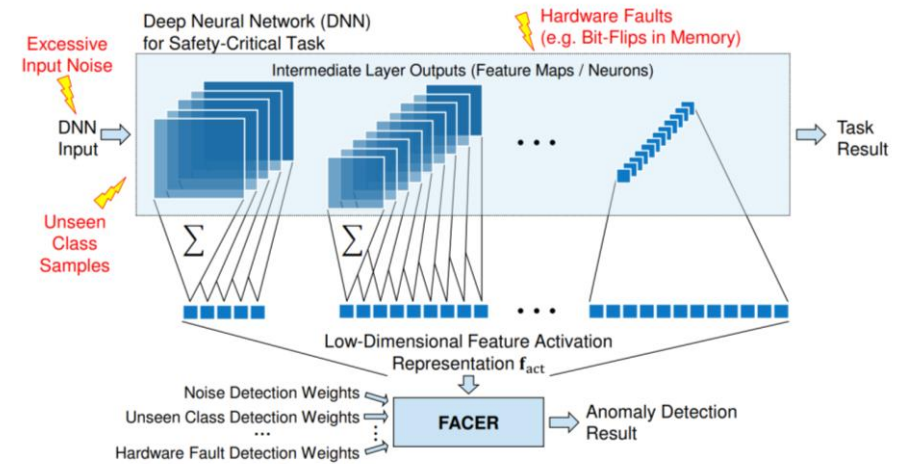 Deep Neural Network (DNN)
for Safety-Critical Task
Hardware Faults
(e.g. Bit-Flips in Memory)
Excessive
Input Noise
Intermediate Layer Outputs (Feature Maps / Neurons)
DNN
Input
• • •
Task
Result
Unseen
Class
Samples
∑
∑
• • •
Low-Dimensional Feature Activation
Representation f_act
Noise Detection Weights
Unseen Class Detection Weights
...
⋮
Hardware Fault Detection Weights
FACER
Anomaly Detection
Result